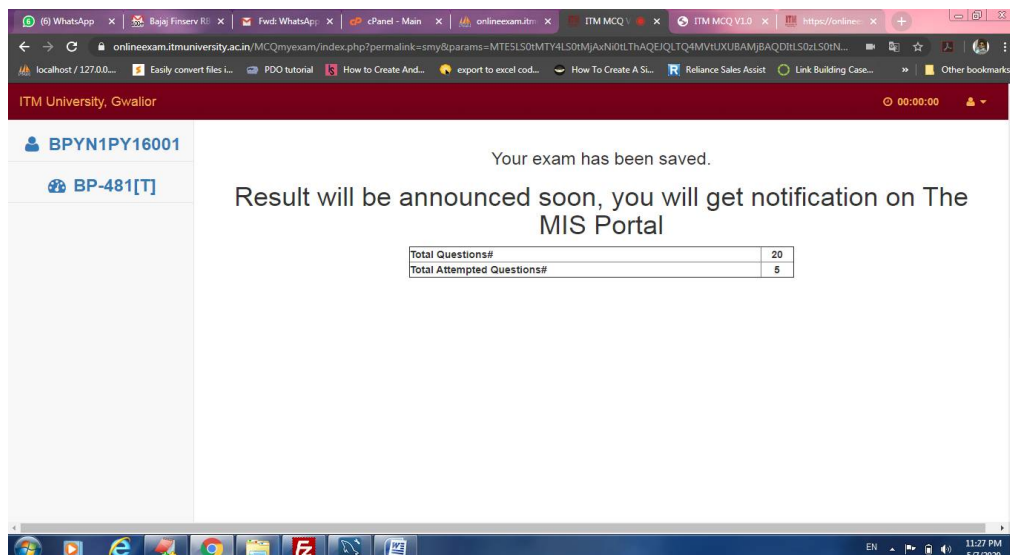 (6) WhatsApp
Bajaj Finserv RB
Fwd: WhatsApp
cPanel - Main
onlineexam.itm
ITM MCQ V
ITM MCQ V1.0
https://onlinee
onlineexam.itmuniversity.ac.in/MCQmyexam/index.php?permalink=smy&params=
localhost / 127.0.0....
Easily convert files i...
PDO tutorial
How to Create And...
export to excel cod...
How To Create A Si...
Reliance Sales Assist
Link Building Case...
»
Other bookmarks
ITM University, Gwalior
00:00:00
BPYN1PY16001
BP-481[T]
Your exam has been saved.
Result will be announced soon, you will get notification on The
MIS Portal
Total Questions# 20
Total Attempted Questions# 5
EN
11:27 PM
5/7/2020